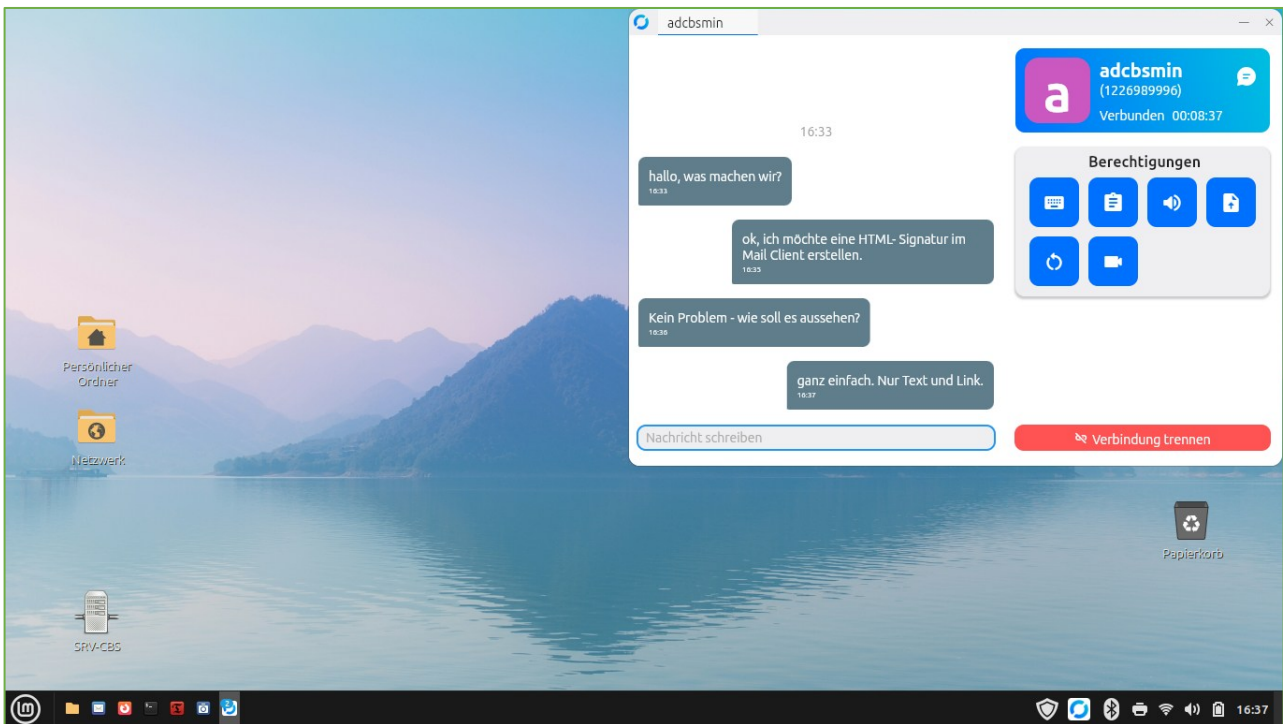 adcbsmin
16:33
hallo, was machen wir?
16:33
ok, ich möchte eine HTML- Signatur im
Mail Client erstellen.
16:35
Kein Problem - wie soll es aussehen?
16:36
ganz einfach. Nur Text und Link.
16:37
Nachricht schreiben
a
adcbsmin
(1226989996)
Verbunden 00:08:37
Berechtigungen
Verbindung trennen
Persönlicher
Ordner
Netzwerk
SRV-CBS
Papierkorb
16:37